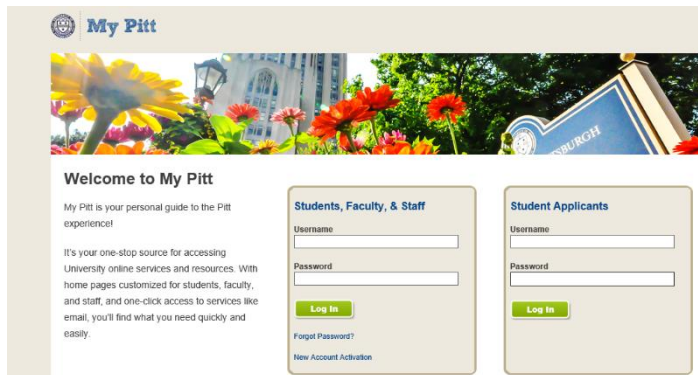 My Pitt
SBURGH
Welcome to My Pitt
My Pitt is your personal guide to the Pitt
experience!
It's your one-stop source for accessing
University online services and resources. With
home pages customized for students, faculty,
and staff, and one-click access to services like
email, you'll find what you need quickly and
easily.
Students, Faculty, & Staff
Username
Password
Log In
Forgot Password?
New Account Activation
Student Applicants
Username
Password
Log In